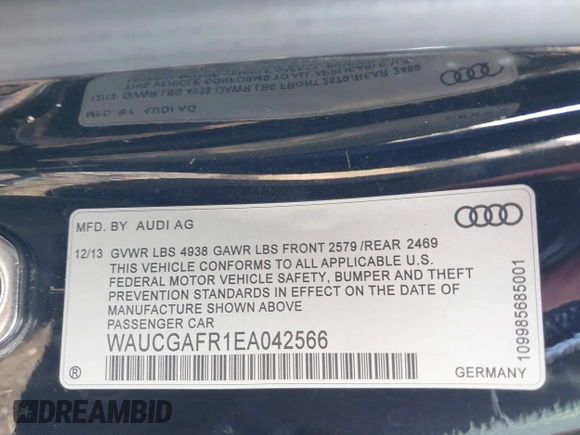 MFD. BY AUDI AG
12/13 GVWR LBS 4938 GAWR LBS FRONT 2579 /REAR 2469
THIS VEHICLE CONFORMS TO ALL APPLICABLE U.S.
FEDERAL MOTOR VEHICLE SAFETY, BUMPER AND THEFT
PREVENTION STANDARDS IN EFFECT ON THE DATE OF
MANUFACTURE SHOWN ABOVE
PASSENGER CAR
WAUCGAFR1EA042566
®
GERMANY
109985685001
DREAMBID